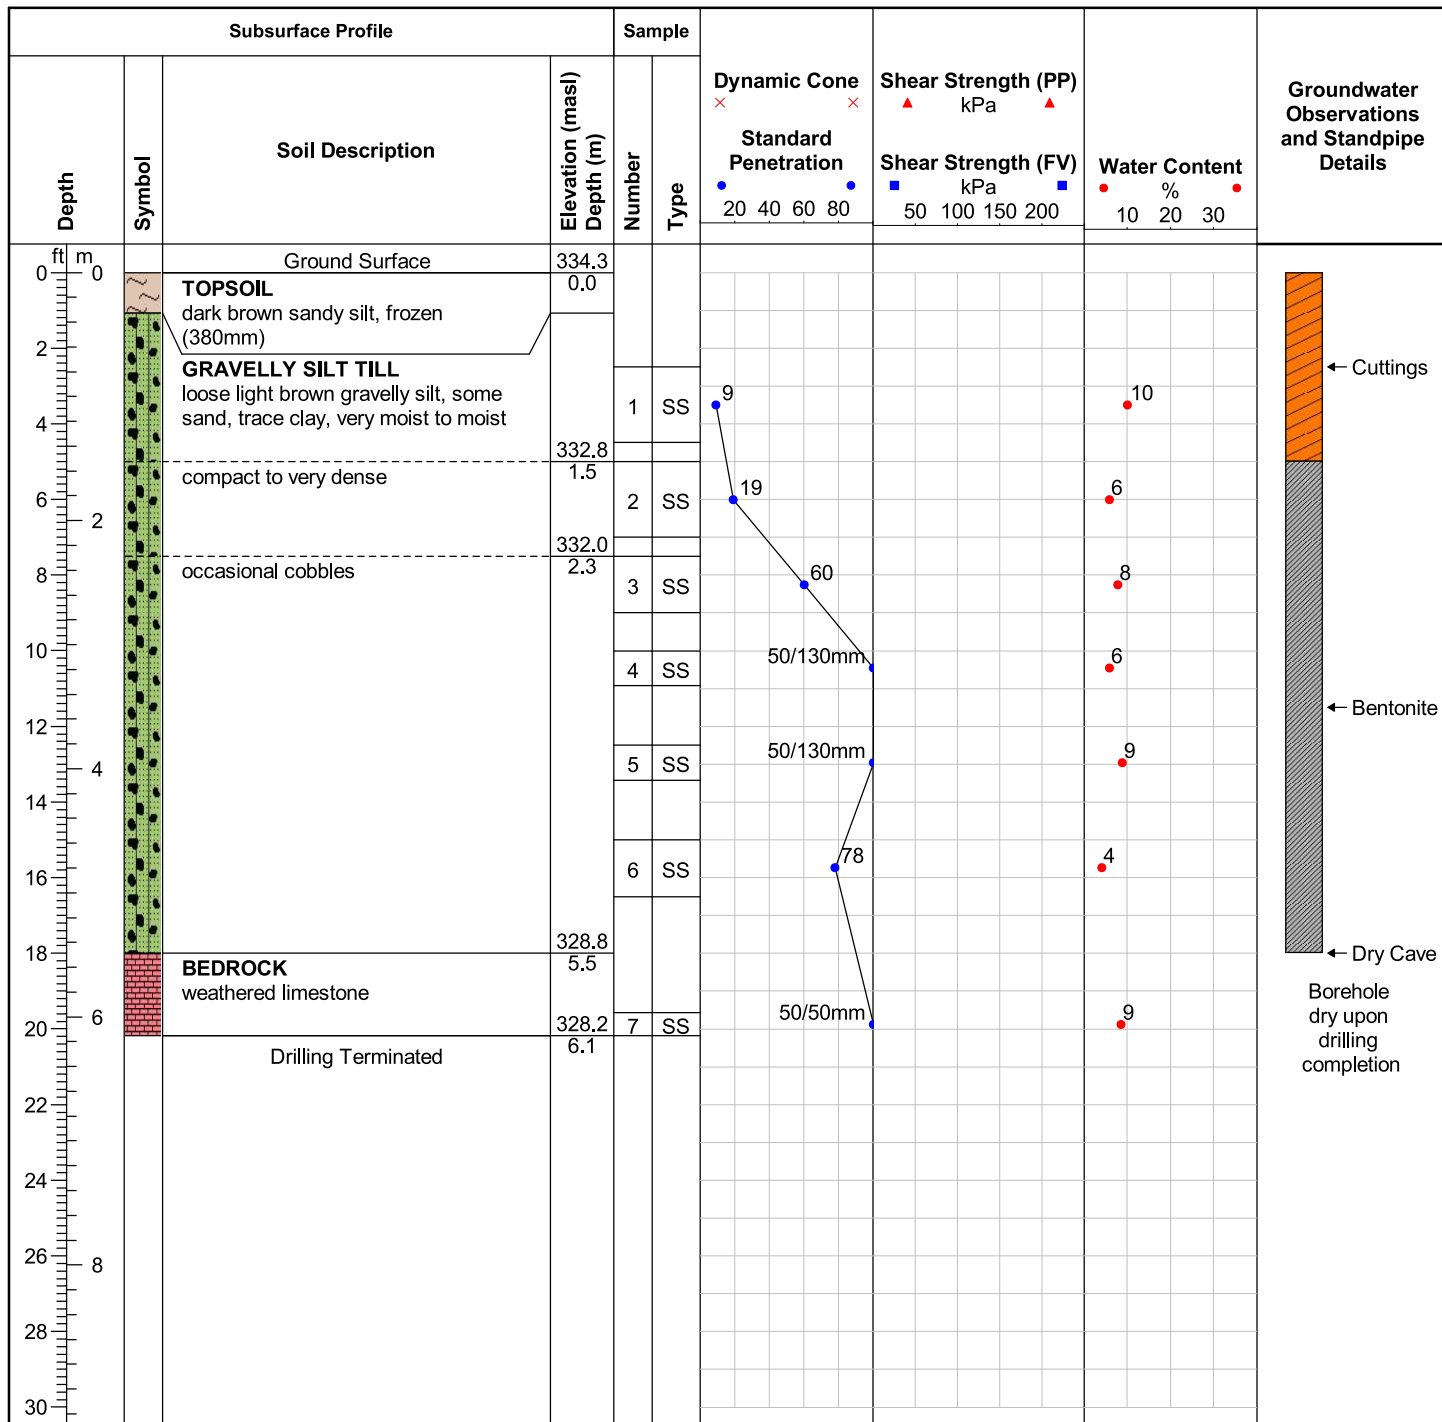 Subsurface Profile
Sample
Depth
Symbol
Soil Description
Elevation (masl)
Depth (m)
Number
Type
Dynamic Cone
Standard
Penetration
20 40 60 80
Shear Strength (PP)
kPa
Shear Strength (FV)
kPa
50 100 150 200
Water Content
%
10 20 30
Groundwater
Observations
and Standpipe
Details
ft m
Ground Surface
334.3
0.0
0
0
TOPSOIL
dark brown sandy silt, frozen
(380mm)
2
GRAVELLY SILT TILL
loose light brown gravelly silt, some
sand, trace clay, very moist to moist
Cuttings
1 SS
9
10
4
332.8
1.5
compact to very dense
6
2
2 SS
19
6
332.0
2.3
occasional cobbles
8
3 SS
60
8
10
4 SS
50/130mm
6
Bentonite
12
4
5 SS
50/130mm
9
14
16
6 SS
78
4
18
328.8
5.5
Dry Cave
BEDROCK
weathered limestone
Borehole
dry upon
drilling
completion
20
6
328.2
6.1
7 SS
50/50mm
9
Drilling Terminated
22
24
26
8
28
30